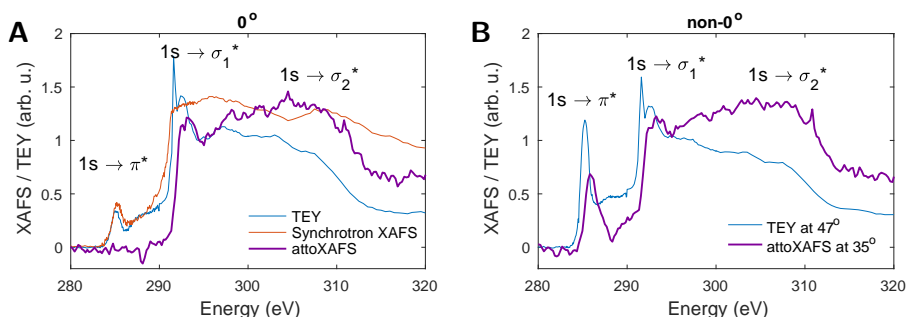 A
0°
XAFS / TEY (arb. u.)
2
1.5
1
0.5
0
1s → π*
1s → σ₁*
1s → σ₂*
TEY
Synchrotron XAFS
attoXAFS
280 290 300 310 320
Energy (eV)
B
non-0°
XAFS / TEY (arb. u.)
2
1.5
1
0.5
0
1s → π*
1s → σ₁*
1s → σ₂*
TEY at 47°
attoXAFS at 35°
280 290 300 310 320
Energy (eV)